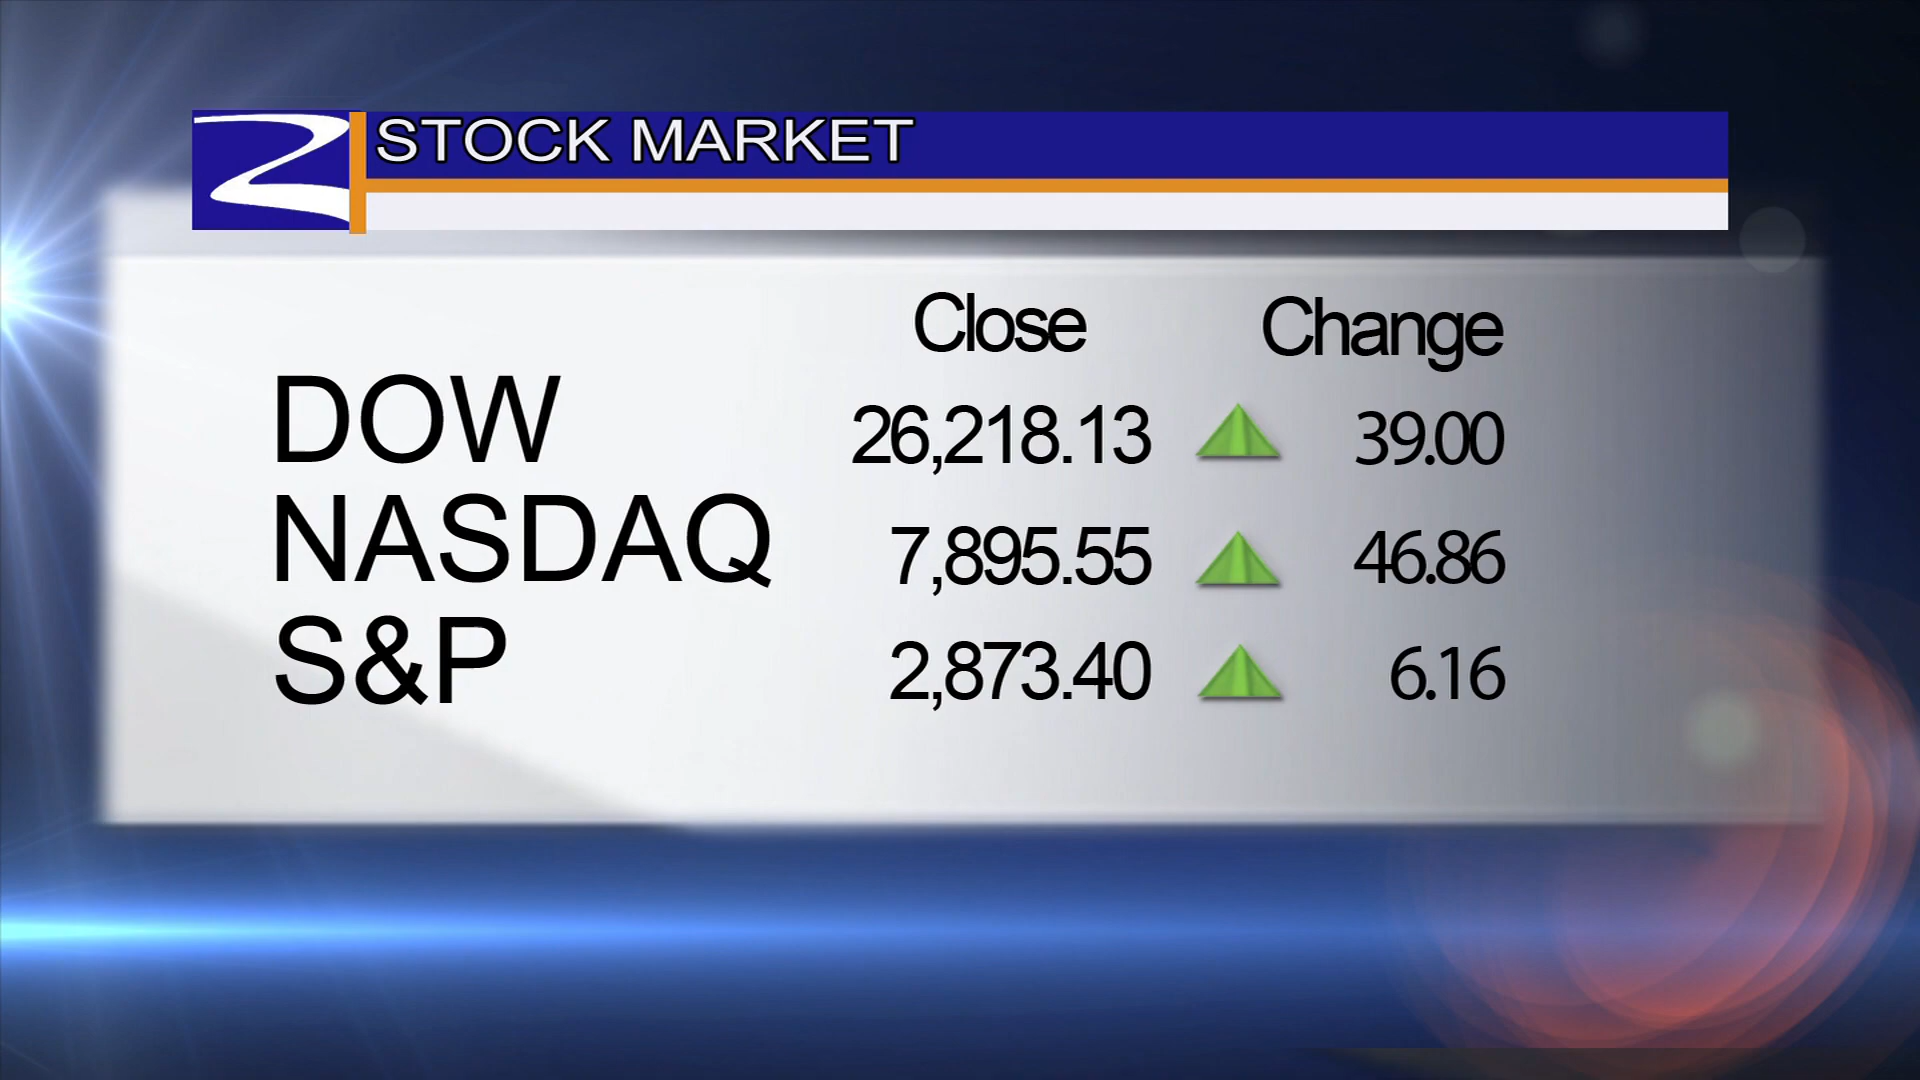 STOCK MARKET
Close Change
DOW 26,218.13 39.00
NASDAQ 7,895.55 46.86
S&P 2,873.40 6.16